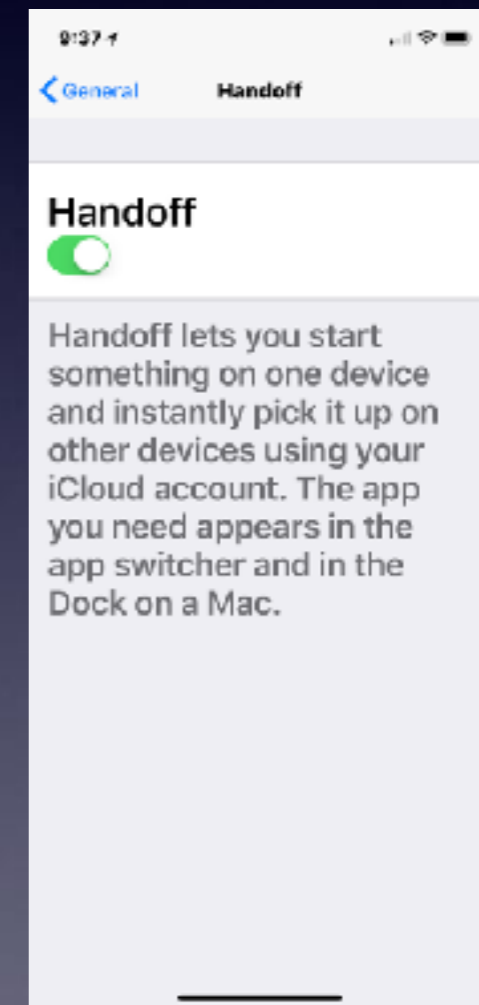 9:37
General
Handoff
Handoff
Handoff lets you start
something on one device
and instantly pick it up on
other devices using your
iCloud account. The app
you need appears in the
app switcher and in the
Dock on a Mac.